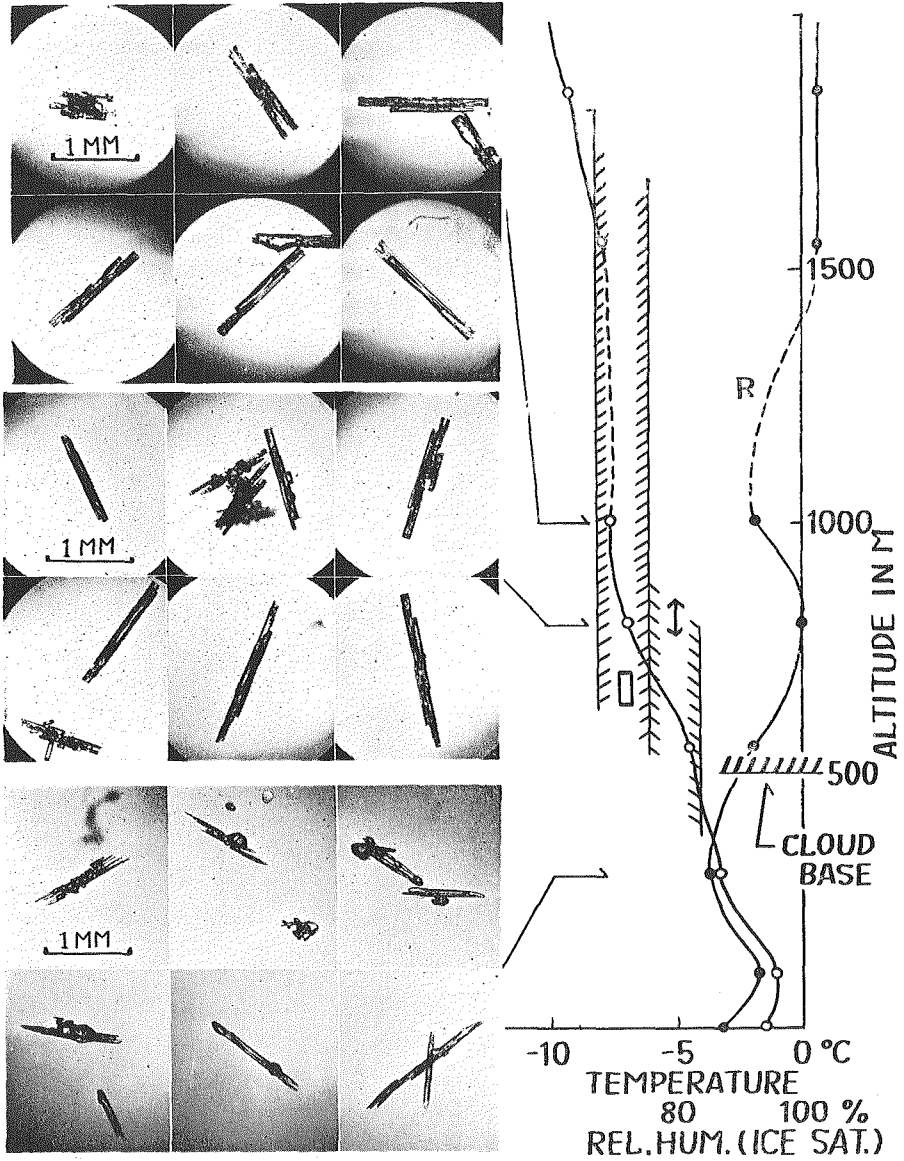 1 MM
1 MM
1 MM
1500
R
1000
ALTITUDE IN M
500
CLOUD
BASE
-10 -5 0 °C
TEMPERATURE
80 100 %
REL.HUM.(ICE SAT.)